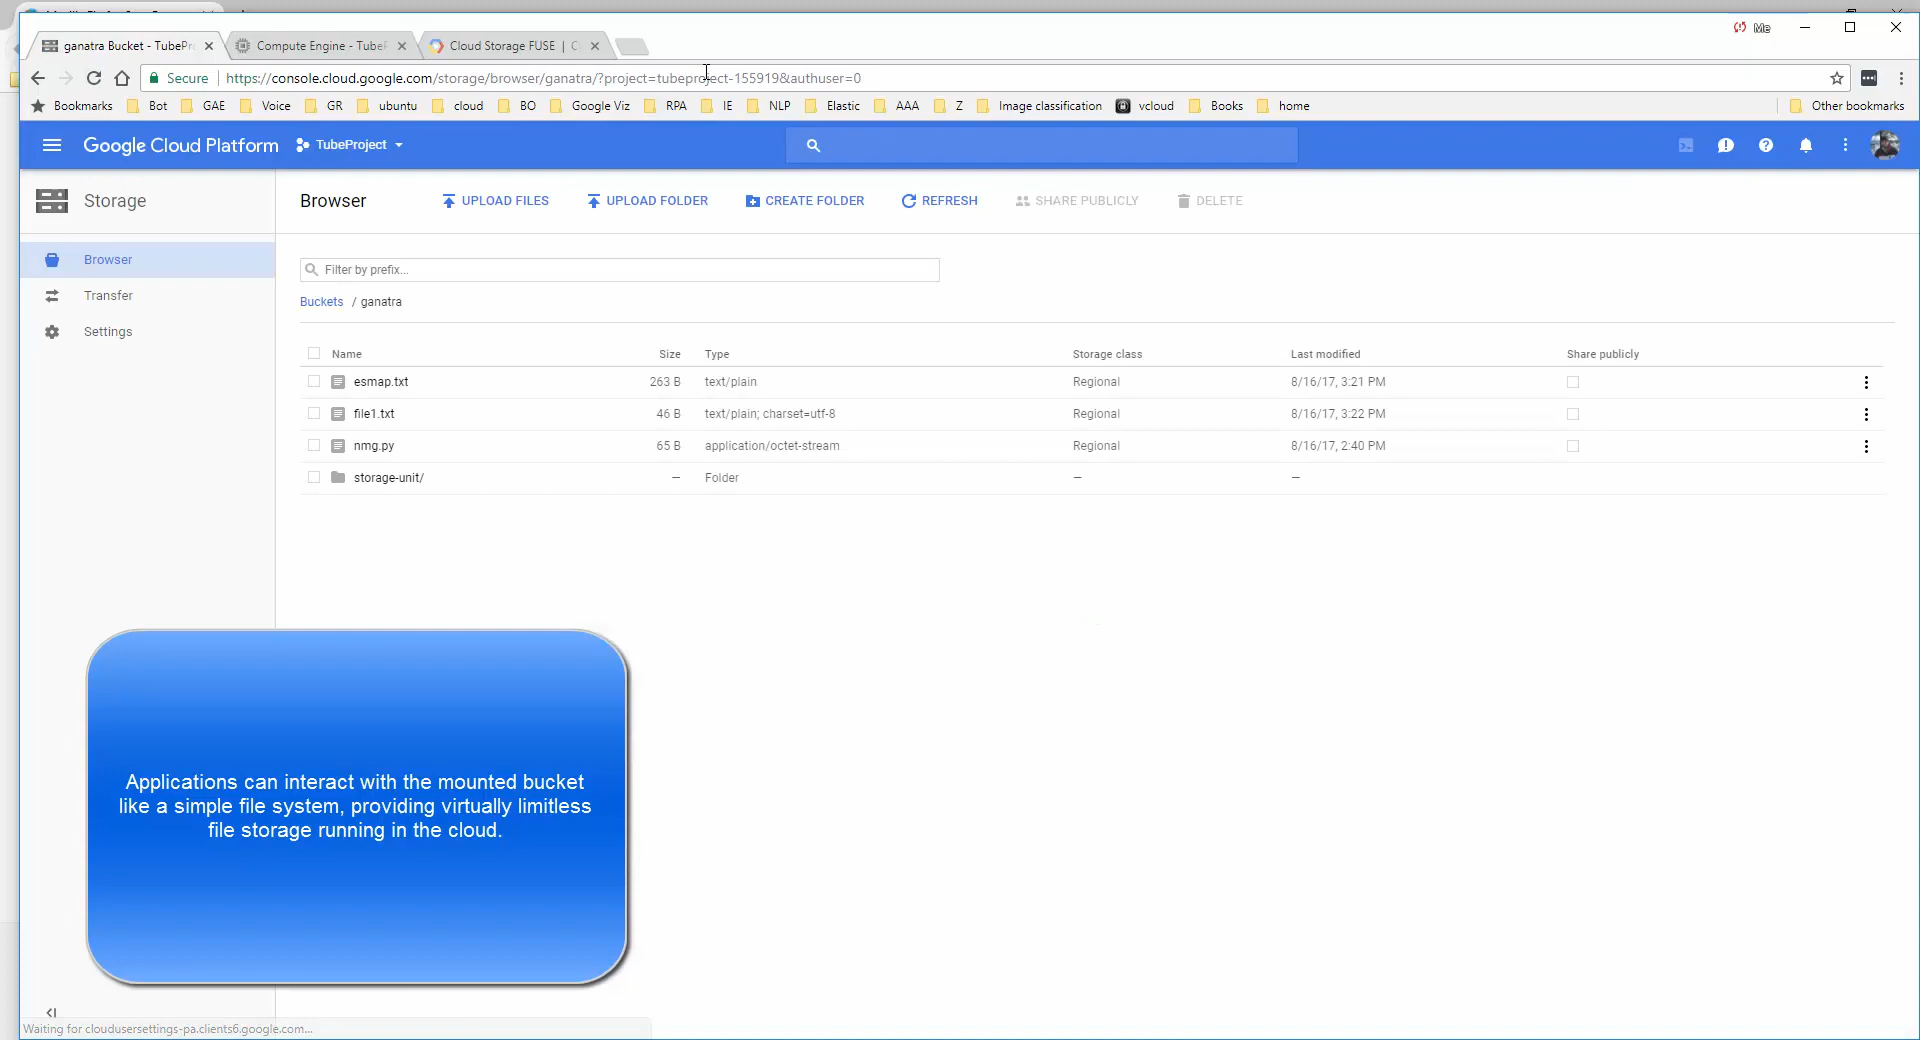 ganatra Bucket - TubePr
Compute Engine - TubeP
Cloud Storage FUSE | C
Me
Secure
https://console.cloud.google.com/storage/browser/ganatra/?project=tubeproject-155919&authuser=0
Bookmarks Bot GAE Voice GR ubuntu cloud BO Google Viz RPA IE NLP Elastic AAA Z Image classification vcloud Books home Other bookmarks
Google Cloud Platform TubeProject
Storage
Browser UPLOAD FILES UPLOAD FOLDER CREATE FOLDER REFRESH SHARE PUBLICLY DELETE
Browser
Transfer
Settings
Filter by prefix...
Buckets / ganatra
Name Size Type Storage class Last modified Share publicly
esmap.txt 263 B text/plain Regional 8/16/17, 3:21 PM
file1.txt 46 B text/plain; charset=utf-8 Regional 8/16/17, 3:22 PM
nmg.py 65 B application/octet-stream Regional 8/16/17, 2:40 PM
storage-unit/ — Folder — —
Applications can interact with the mounted bucket
like a simple file system, providing virtually limitless
file storage running in the cloud.
Waiting for cloudusersettings-pa.clients6.google.com...